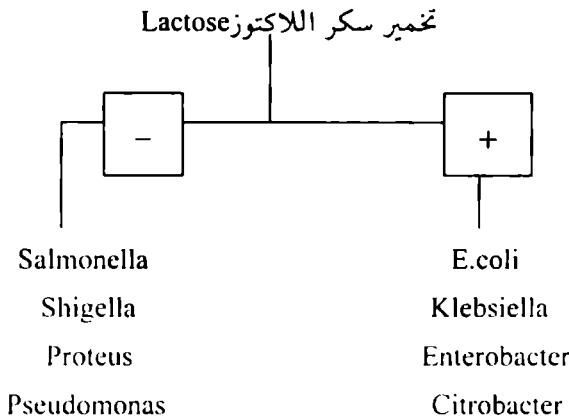 تخمير سكر اللاكتوز Lactose
- +
Salmonella E.coli
Shigella Klebsiella
Proteus Enterobacter
Pseudomonas Citrobacter